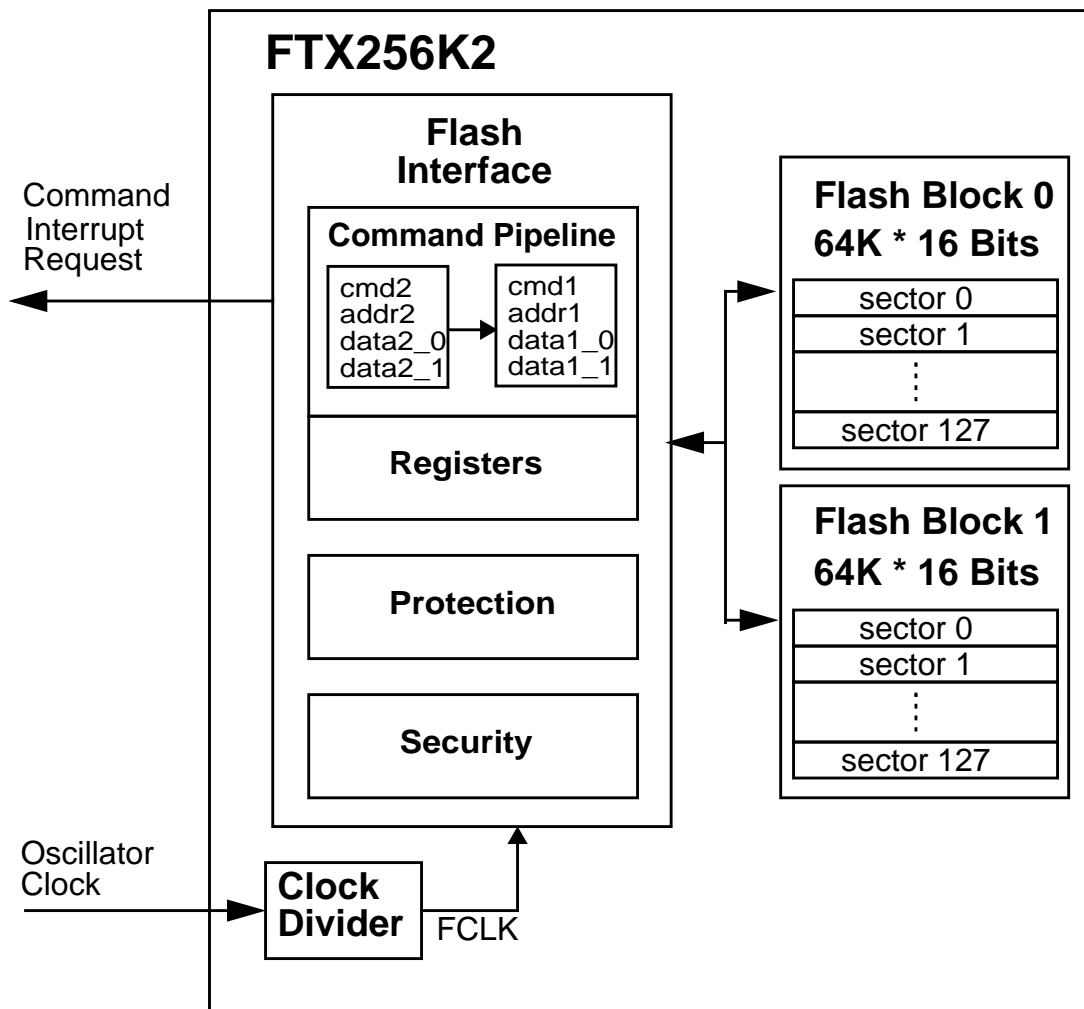 FTX256K2
Flash
Interface
Command Pipeline
cmd2
addr2
data2_0
data2_1
cmd1
addr1
data1_0
data1_1
Registers
Protection
Security
Command
Interrupt
Request
Flash Block 0
64K * 16 Bits
sector 0
sector 1
sector 127
Flash Block 1
64K * 16 Bits
sector 0
sector 1
sector 127
Oscillator
Clock
Clock
Divider
FCLK